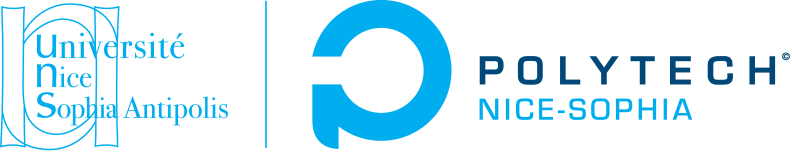 Université
Nice
Sophia Antipolis
POLYTECH©
NICE-SOPHIA